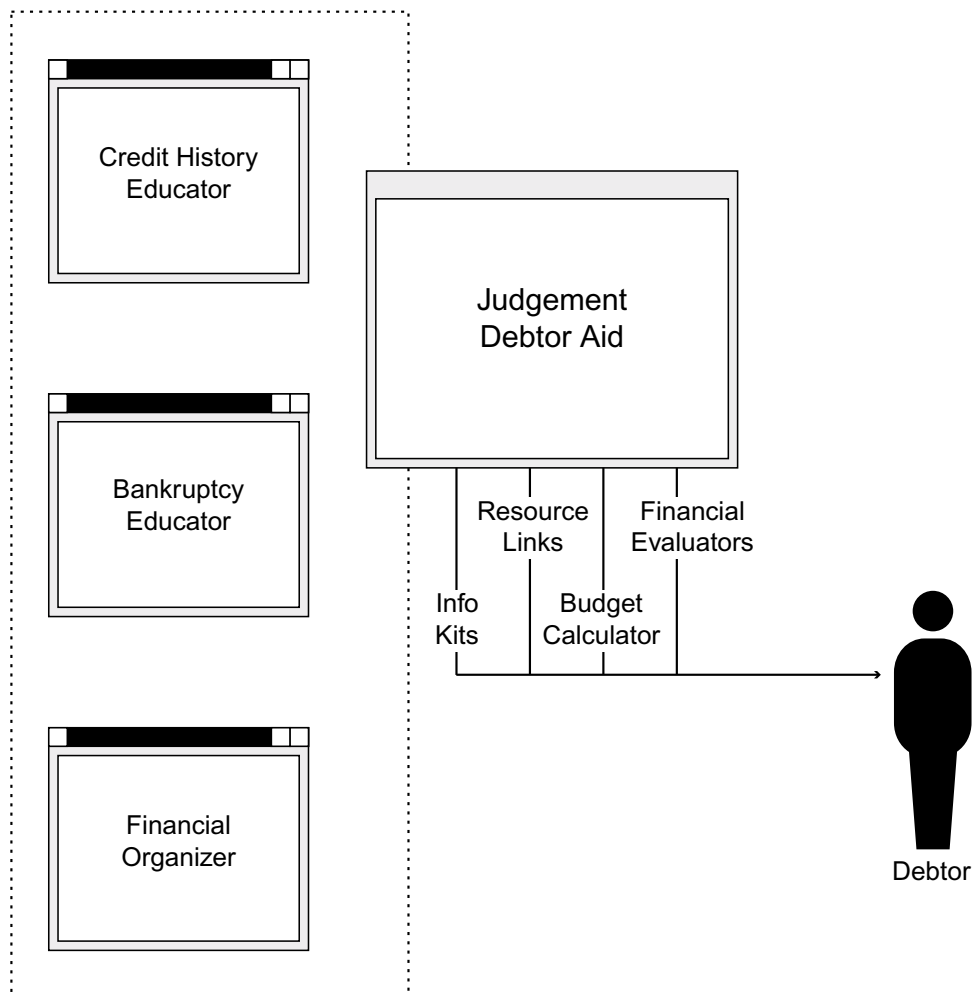 Credit History
Educator
Judgement
Debtor Aid
Bankruptcy
Educator
Resource
Links
Financial
Evaluators
Info
Kits
Budget
Calculator
Financial
Organizer
Debtor